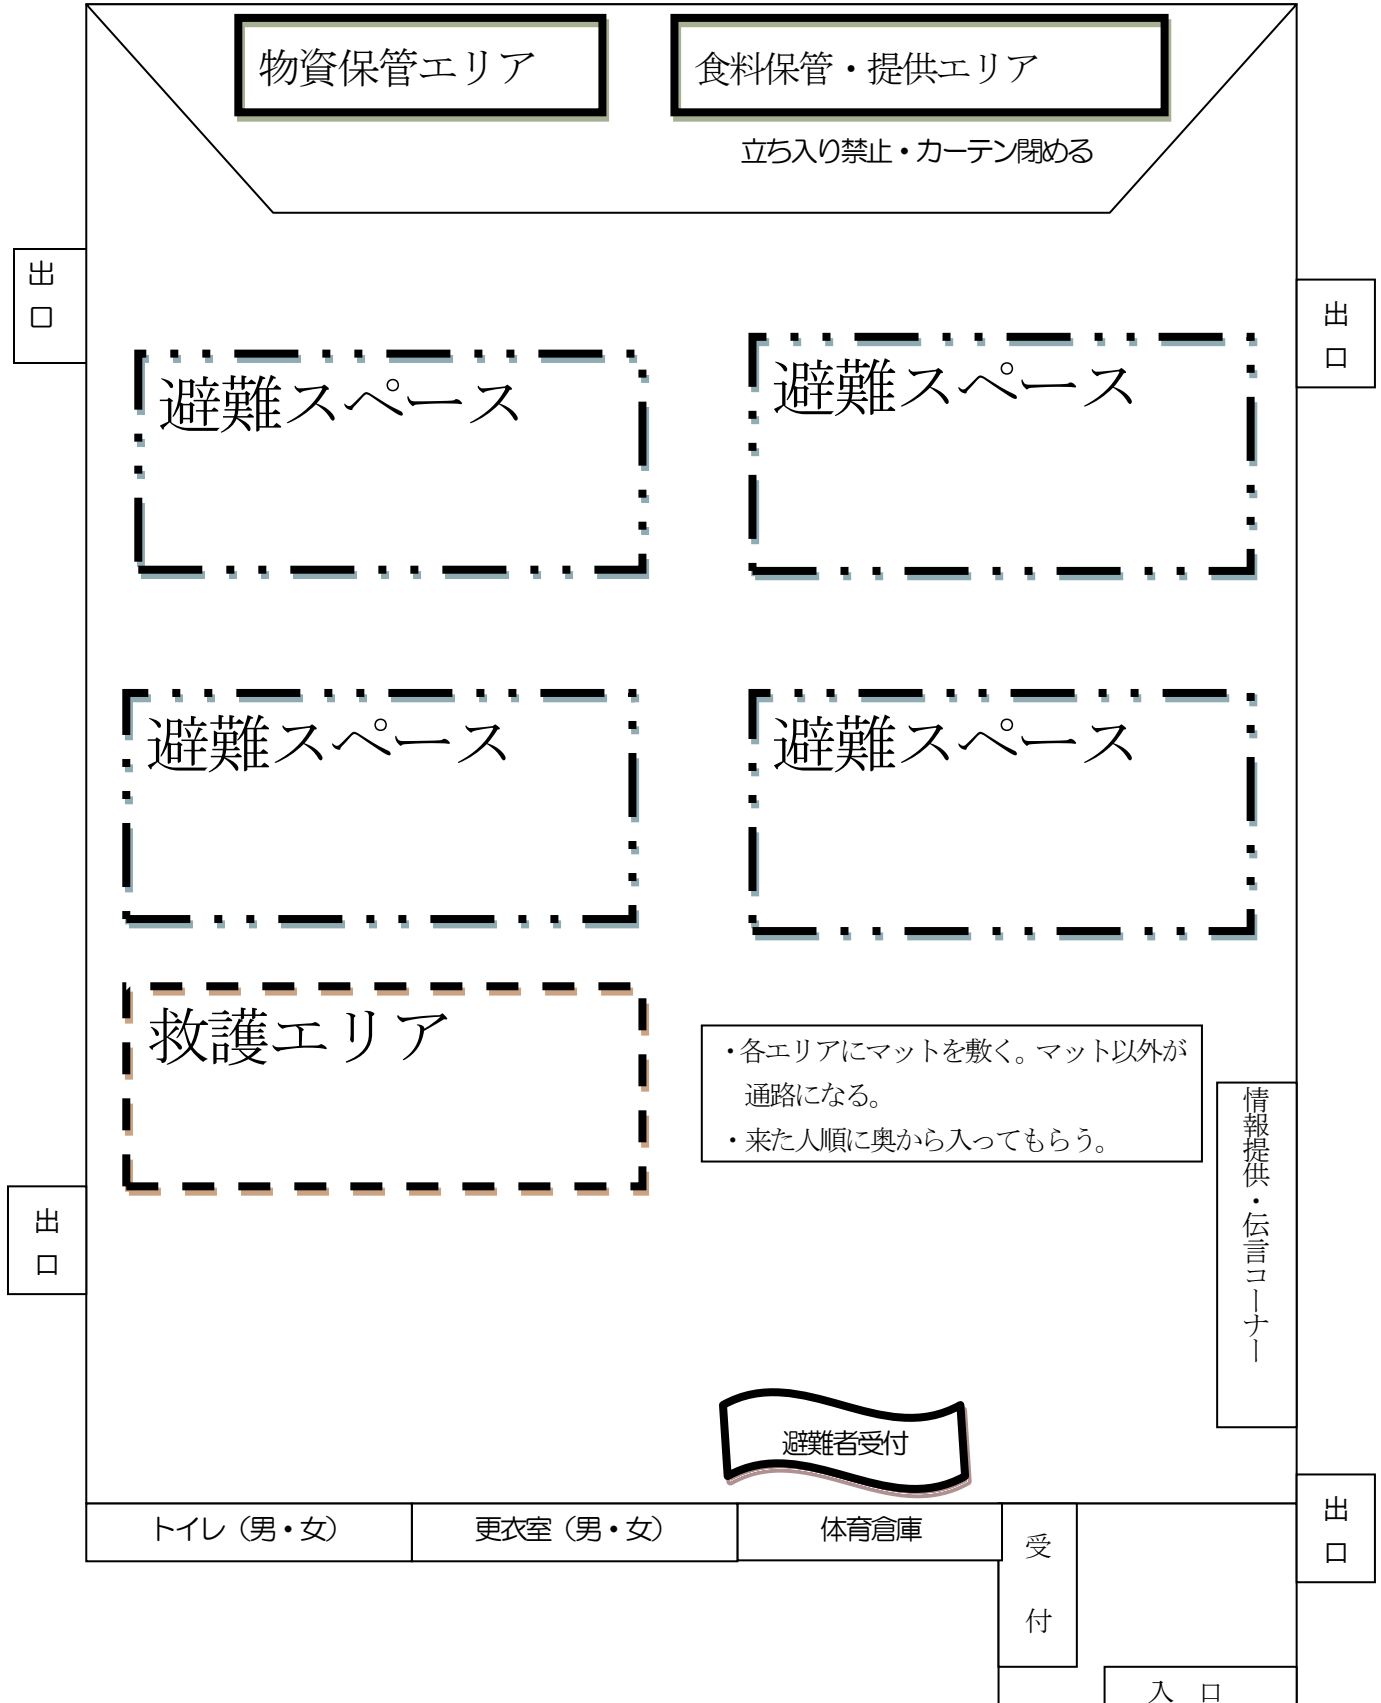 物資保管エリア
食料保管・提供エリア
立ち入り禁止・カーテン閉める
出
口
出
口
避難スペース
避難スペース
避難スペース
避難スペース
救護エリア
・各エリアにマットを敷く。マット以外が
通路になる。
・来た人順に奥から入ってもらう。
情報提供・伝言コーナー
出
口
避難者受付
トイレ（男・女）
更衣室（男・女）
体育倉庫
受
付
出
口
入 口